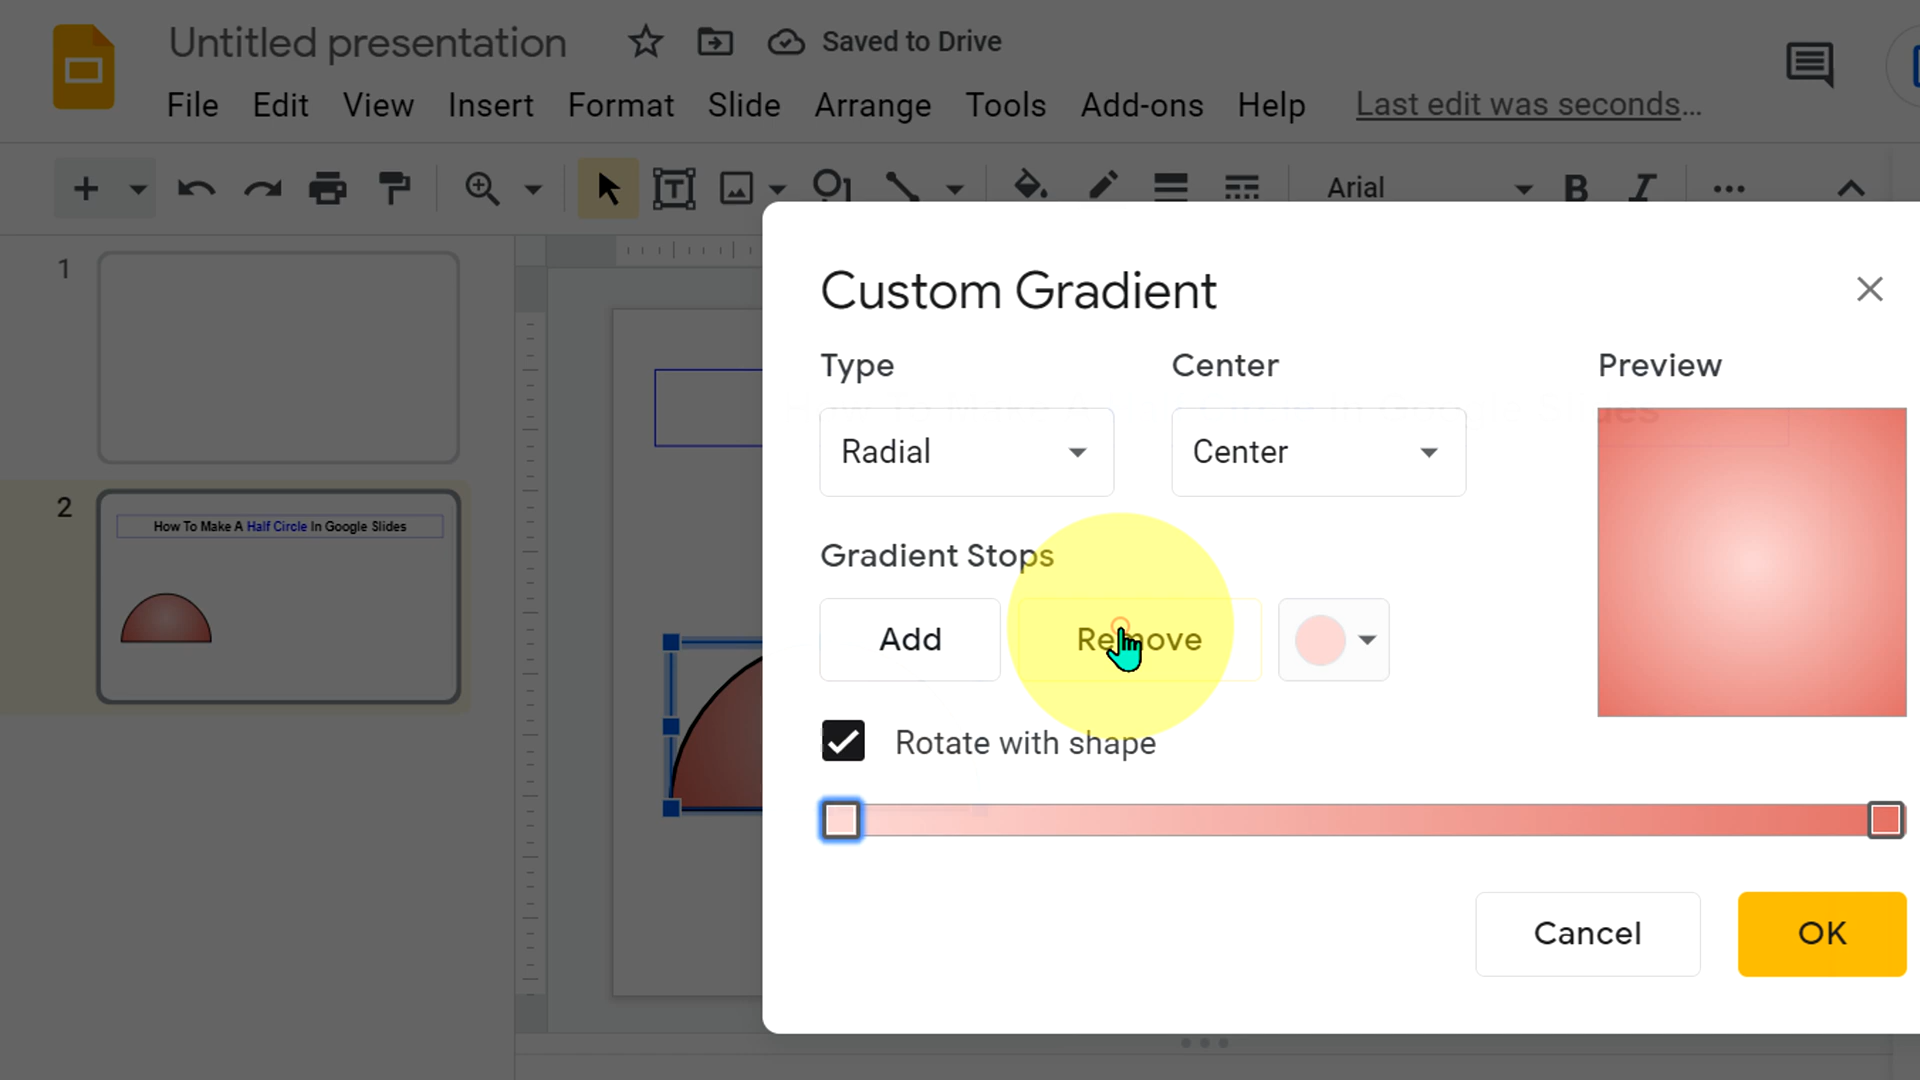 Untitled presentation
Saved to Drive
File Edit View Insert Format Slide Arrange Tools Add-ons Help Last edit was seconds...
Arial B I
1
2
How To Make A Half Circle In Google Slides
Custom Gradient
Type Center Preview
Radial Center
Gradient Stops
Add Remove
Rotate with shape
Cancel OK